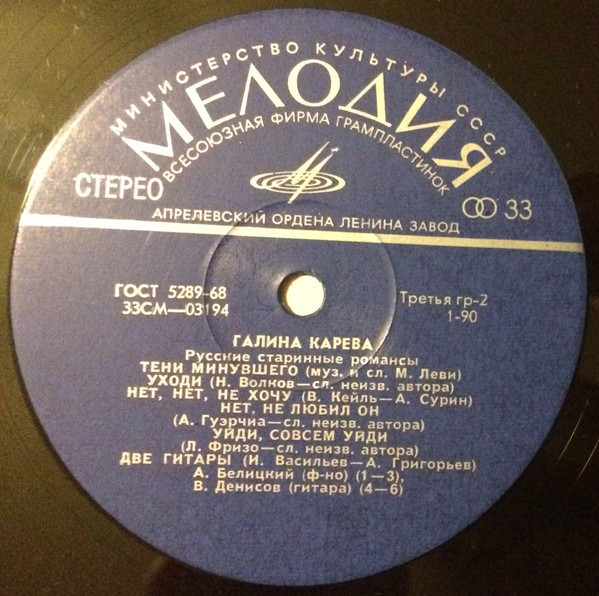 МИНИСТЕРСТВО КУЛЬТУРЫ СССР
МЕЛОДИЯ
ВСЕСОЮЗНАЯ ФИРМА ГРАМПЛАСТИНОК
СТЕРЕО
33
АПРЕЛЕВСКИЙ ОРДЕНА ЛЕНИНА ЗАВОД
ГОСТ 5289-68
33СМ—03194
Третья гр-2
1-90
ГАЛИНА КАРЕВА
Русские старинные романсы
ТЕНИ МИНУВШЕГО (муз. и сл. М. Леви)
УХОДИ (Н. Волков—сл. неизв. автора)
НЕТ, НЕТ, НЕ ХОЧУ (В. Кейль—А. Сурин)
НЕТ, НЕ ЛЮБИЛ ОН
(А. Гуэрчиа—сл. неизв. автора)
УЙДИ, СОВСЕМ УЙДИ
(Л. Фризо—сл. неизв. автора)
ДВЕ ГИТАРЫ (И. Васильев—А. Григорьев)
А. Белицкий (ф-но) (1—3),
В. Денисов (гитара) (4—6)